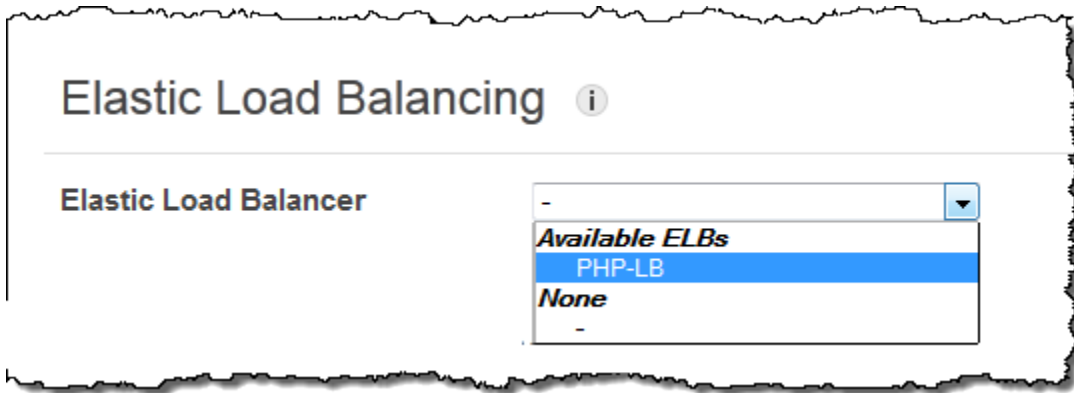 Elastic Load Balancing i
Elastic Load Balancer -
Available ELBs
PHP-LB
None
-